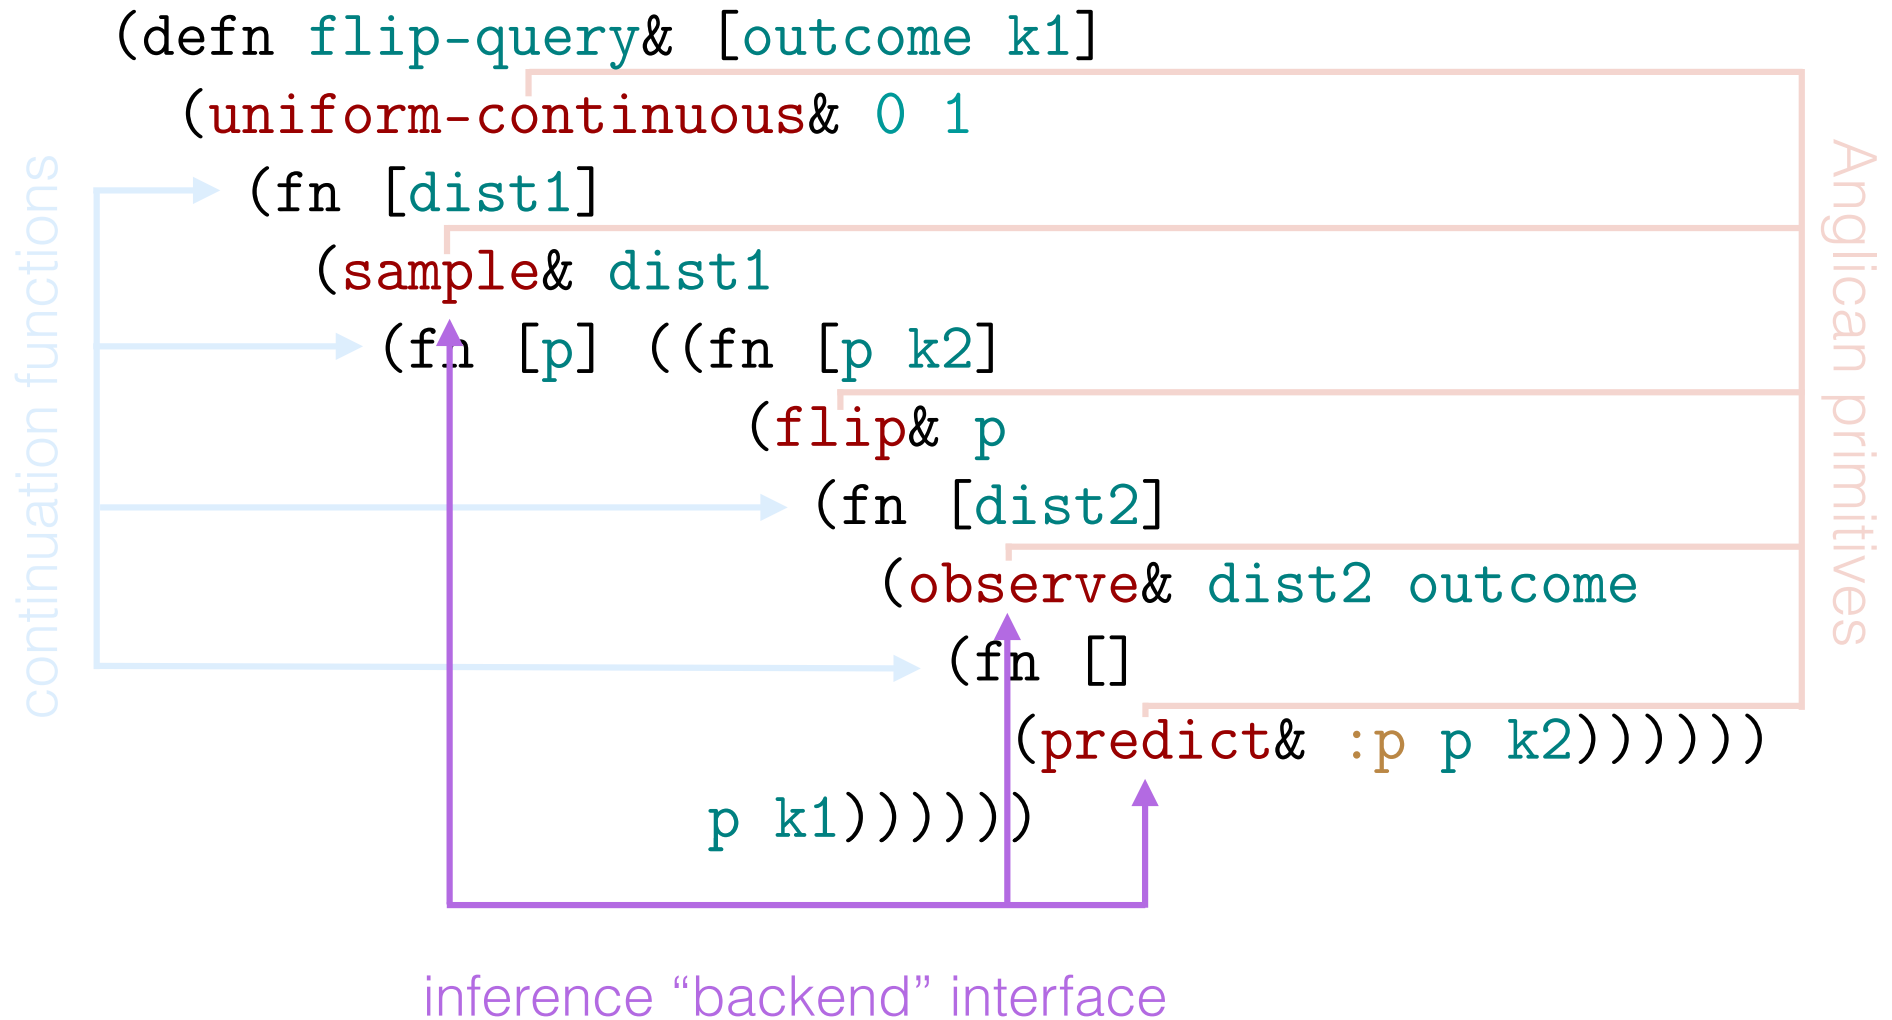 (defn flip-query& [outcome k1]
(uniform-continuous& 0 1
(fn [dist1]
(sample& dist1
(fn [p] ((fn [p k2]
(flip& p
(fn [dist2]
(observe& dist2 outcome
(fn []
(predict& :p p k2))))))
p k1))))))
continuation functions
Anglican primitives
inference “backend” interface